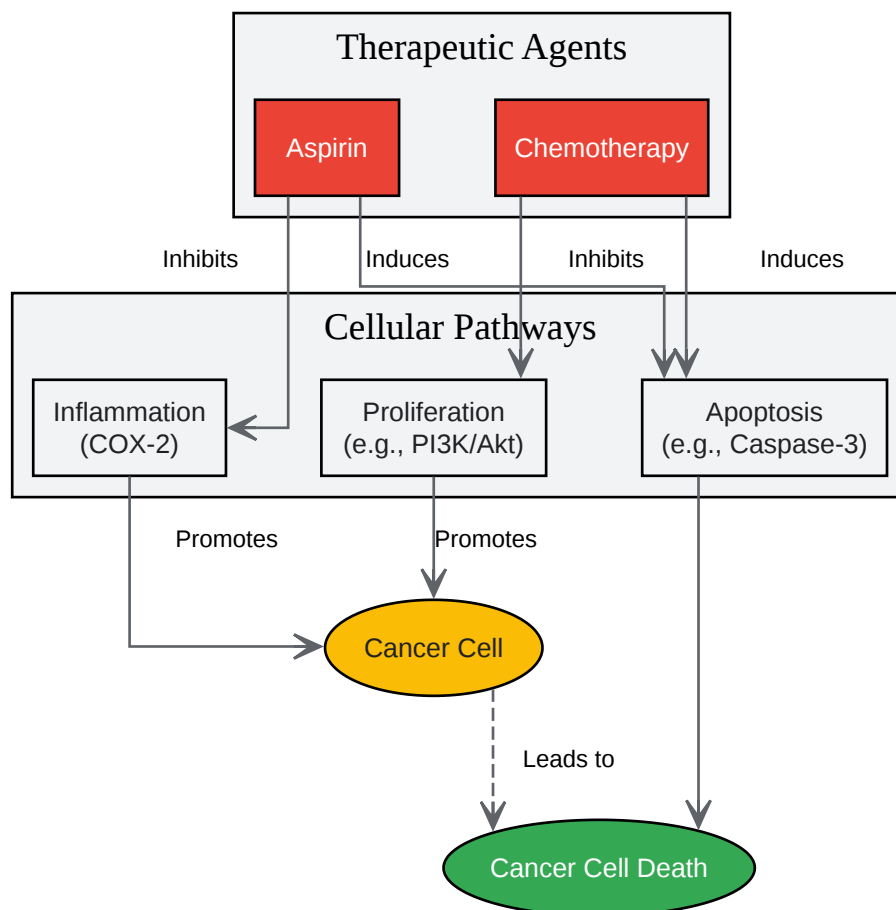 Therapeutic Agents
Aspirin
Chemotherapy
Inhibits
Induces
Inhibits
Induces
Cellular Pathways
Inflammation
(COX-2)
Proliferation
(e.g., PI3K/Akt)
Apoptosis
(e.g., Caspase-3)
Promotes
Promotes
Cancer Cell
Leads to
Cancer Cell Death